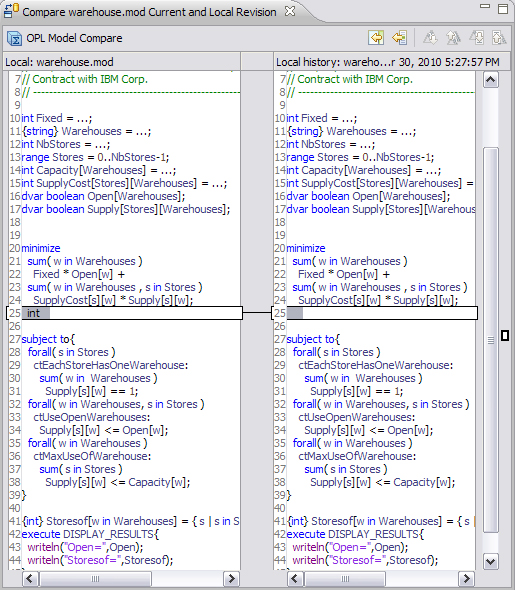 Compare warehouse.mod Current and Local Revision
OPL Model Compare
Local: warehouse.mod
Local history: wareho...r 30, 2010 5:27:57 PM
7 // Contract with IBM Corp.
8 // --------------------------------------------
9
10 int Fixed = ...;
11 {string} Warehouses = ...;
12 int NbStores = ...;
13 range Stores = 0..NbStores-1;
14 int Capacity[Warehouses] = ...;
15 int SupplyCost[Stores][Warehouses] = ...;
16 dvar boolean Open[Warehouses];
17 dvar boolean Supply[Stores][Warehouses];
18
19
20 minimize
21 sum( w in Warehouses )
22 Fixed * Open[w] +
23 sum( w in Warehouses , s in Stores )
24 SupplyCost[s][w] * Supply[s][w];
25 int
26
27 subject to{
28 forall( s in Stores )
29 ctEachStoreHasOneWarehouse:
30 sum( w in Warehouses )
31 Supply[s][w] == 1;
32 forall( w in Warehouses, s in Stores )
33 ctUseOpenWarehouses:
34 Supply[s][w] <= Open[w];
35 forall( w in Warehouses )
36 ctMaxUseOfWarehouse:
37 sum( s in Stores )
38 Supply[s][w] <= Capacity[w];
39 }
40
41 {int} Storesof[w in Warehouses] = { s | s in S
42 execute DISPLAY_RESULTS{
43 writeln("Open=",Open);
44 writeln("Storesof=",Storesof);
7 // Contract with IBM Corp.
8 // --------------------------------------------
9
10 int Fixed = ...;
11 {string} Warehouses = ...;
12 int NbStores = ...;
13 range Stores = 0..NbStores-1;
14 int Capacity[Warehouses] = ...;
15 int SupplyCost[Stores][Warehouses] =
16 dvar boolean Open[Warehouses];
17 dvar boolean Supply[Stores][Warehous
18
19
20 minimize
21 sum( w in Warehouses )
22 Fixed * Open[w] +
23 sum( w in Warehouses , s in Stores )
24 SupplyCost[s][w] * Supply[s][w];
25
26
27 subject to{
28 forall( s in Stores )
29 ctEachStoreHasOneWarehouse:
30 sum( w in Warehouses )
31 Supply[s][w] == 1;
32 forall( w in Warehouses, s in Stores )
33 ctUseOpenWarehouses:
34 Supply[s][w] <= Open[w];
35 forall( w in Warehouses )
36 ctMaxUseOfWarehouse:
37 sum( s in Stores )
38 Supply[s][w] <= Capacity[w];
39 }
40
41 {int} Storesof[w in Warehouses] = { s |
42 execute DISPLAY_RESULTS{
43 writeln("Open=",Open);
44 writeln("Storesof=",Storesof);